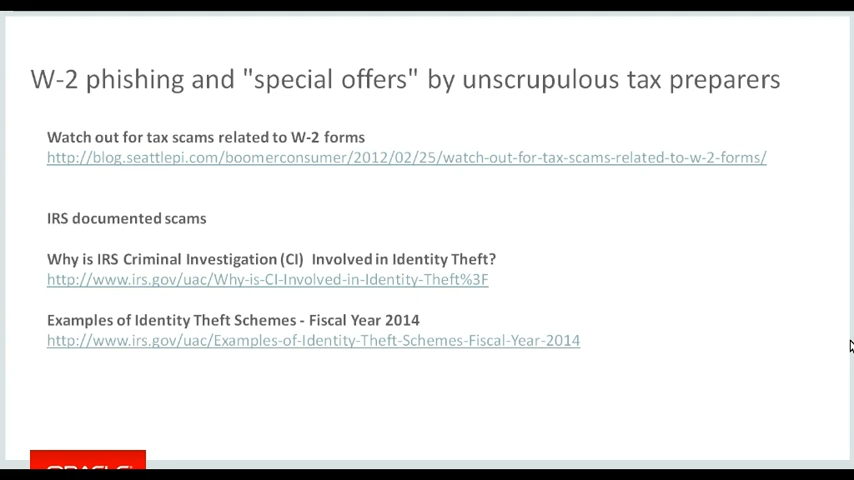 W-2 phishing and "special offers" by unscrupulous tax preparers
Watch out for tax scams related to W-2 forms
http://blog.seattlepi.com/boomerconsumer/2012/02/25/watch-out-for-tax-scams-related-to-w-2-forms/
IRS documented scams
Why is IRS Criminal Investigation (CI)  Involved in Identity Theft?
http://www.irs.gov/uac/Why-is-CI-Involved-in-Identity-Theft%3F
Examples of Identity Theft Schemes - Fiscal Year 2014
http://www.irs.gov/uac/Examples-of-Identity-Theft-Schemes-Fiscal-Year-2014
ORACLE